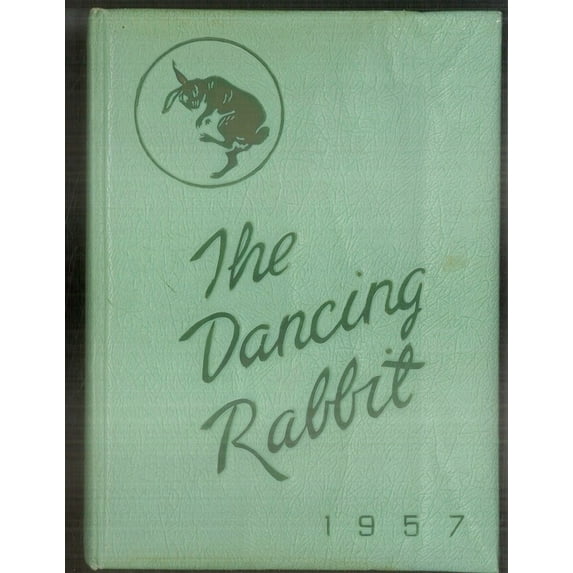 The
Dancing
Rabbit
1957